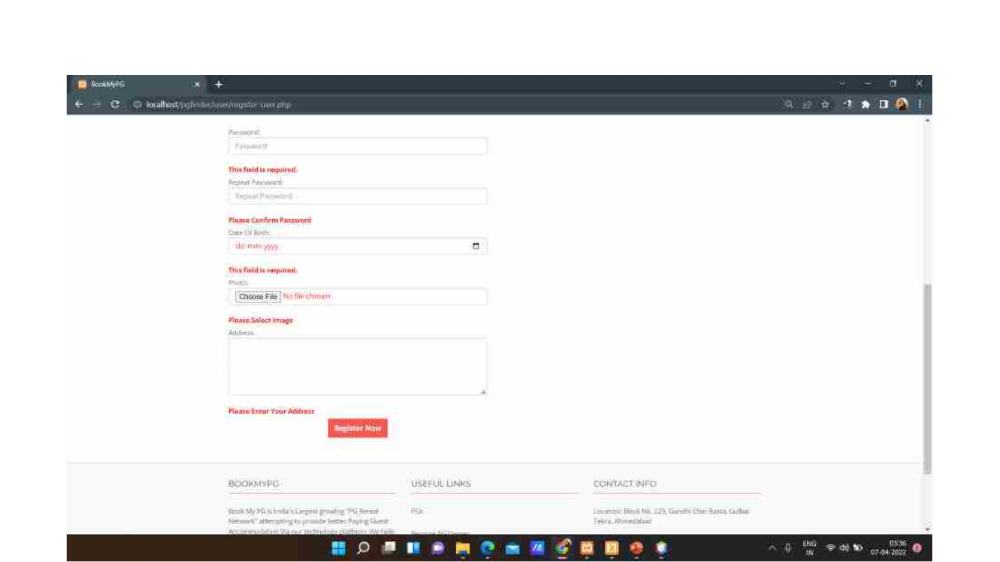 BookMyPG
localhost/pgfinder/user/register-user.php
Password:
Password
This field is required.
Repeat Password:
Repeat Password
Please Confirm Password
Date Of Birth:
dd-mm-yyyy
This field is required.
Photo:
Choose File No file chosen
Please Select Image
Address:
Please Enter Your Address
Register Now
BOOKMYPG
USEFUL LINKS
CONTACT INFO
Book My PG is India's Largest growing "PG Rental
Network" attempting to provide better Paying Guest
Accommodation Via our technology platform. We help
PGs
Become PG Owner
Location: Block No. 229, Gandhi Char Rasta, Gulbai
Tekra, Ahmedabad
ENG
IN
03:36
07-04-2022